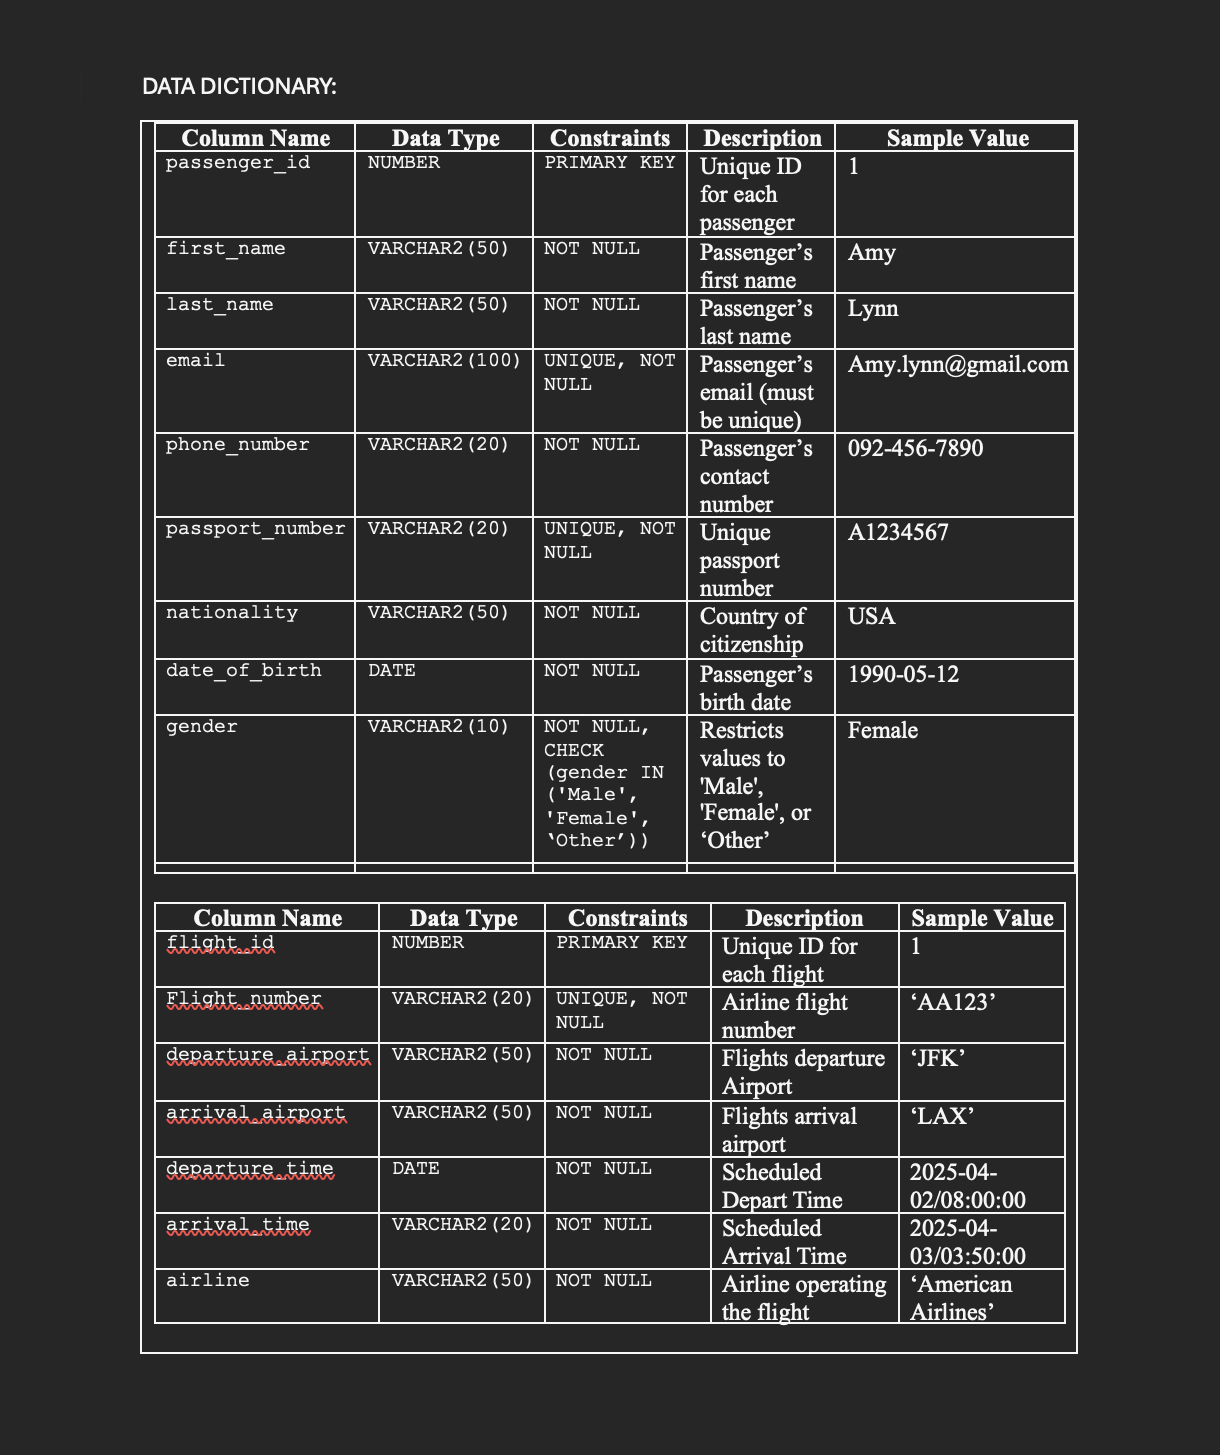 DATA DICTIONARY:
Column Name Data Type Constraints Description Sample Value
passenger_id NUMBER PRIMARY KEY Unique ID for each passenger 1
first_name VARCHAR2(50) NOT NULL Passenger’s first name Amy
last_name VARCHAR2(50) NOT NULL Passenger’s last name Lynn
email VARCHAR2(100) UNIQUE, NOT NULL Passenger’s email (must be unique) Amy.lynn@gmail.com
phone_number VARCHAR2(20) NOT NULL Passenger’s contact number 092-456-7890
passport_number VARCHAR2(20) UNIQUE, NOT NULL Unique passport number A1234567
nationality VARCHAR2(50) NOT NULL Country of citizenship USA
date_of_birth DATE NOT NULL Passenger’s birth date 1990-05-12
gender VARCHAR2(10) NOT NULL, CHECK (gender IN ('Male', 'Female', ‘Other’)) Restricts values to 'Male', 'Female', or ‘Other’ Female
Column Name Data Type Constraints Description Sample Value
flight_id NUMBER PRIMARY KEY Unique ID for each flight 1
Flight_number VARCHAR2(20) UNIQUE, NOT NULL Airline flight number ‘AA123’
departure_airport VARCHAR2(50) NOT NULL Flights departure Airport ‘JFK’
arrival_airport VARCHAR2(50) NOT NULL Flights arrival airport ‘LAX’
departure_time DATE NOT NULL Scheduled Depart Time 2025-04-02/08:00:00
arrival_time VARCHAR2(20) NOT NULL Scheduled Arrival Time 2025-04-03/03:50:00
airline VARCHAR2(50) NOT NULL Airline operating the flight ‘American Airlines’